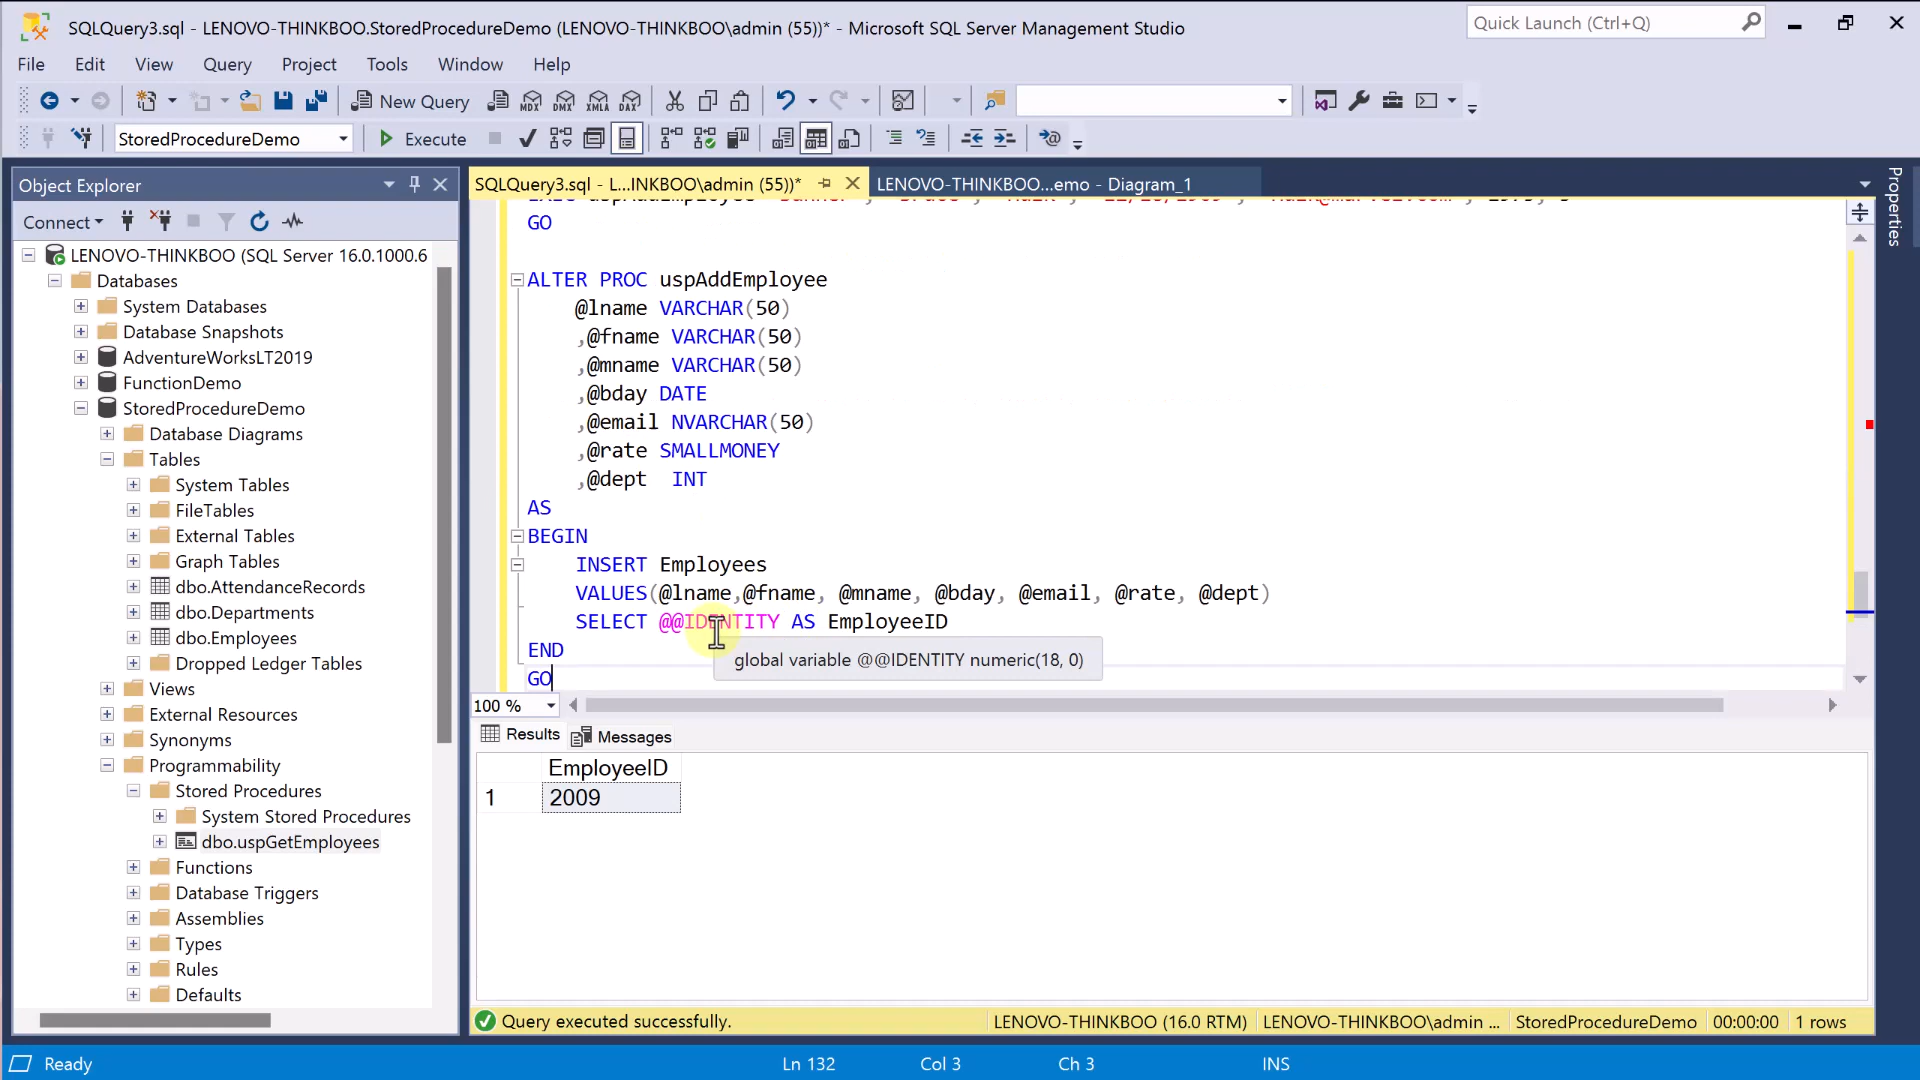 SQLQuery3.sql - LENOVO-THINKBOO.StoredProcedureDemo (LENOVO-THINKBOO\admin (55))* - Microsoft SQL Server Management Studio
Quick Launch (Ctrl+Q)
File Edit View Query Project Tools Window Help
New Query MDX DMX XMLA DAX
StoredProcedureDemo Execute
Object Explorer
SQLQuery3.sql - L...INKBOO\admin (55))*
LENOVO-THINKBOO...emo - Diagram_1
Properties
Connect
LENOVO-THINKBOO (SQL Server 16.0.1000.6
Databases
System Databases
Database Snapshots
AdventureWorksLT2019
FunctionDemo
StoredProcedureDemo
Database Diagrams
Tables
System Tables
FileTables
External Tables
Graph Tables
dbo.AttendanceRecords
dbo.Departments
dbo.Employees
Dropped Ledger Tables
Views
External Resources
Synonyms
Programmability
Stored Procedures
System Stored Procedures
dbo.uspGetEmployees
Functions
Database Triggers
Assemblies
Types
Rules
Defaults
GO
ALTER PROC uspAddEmployee
@lname VARCHAR(50)
,@fname VARCHAR(50)
,@mname VARCHAR(50)
,@bday DATE
,@email NVARCHAR(50)
,@rate SMALLMONEY
,@dept  INT
AS
BEGIN
INSERT Employees
VALUES(@lname,@fname, @mname, @bday, @email, @rate, @dept)
SELECT @@IDENTITY AS EmployeeID
END
global variable @@IDENTITY numeric(18, 0)
GO
100 %
Results Messages
EmployeeID
1 2009
Query executed successfully.
LENOVO-THINKBOO (16.0 RTM) LENOVO-THINKBOO\admin ... StoredProcedureDemo 00:00:00 1 rows
Ready Ln 132 Col 3 Ch 3 INS